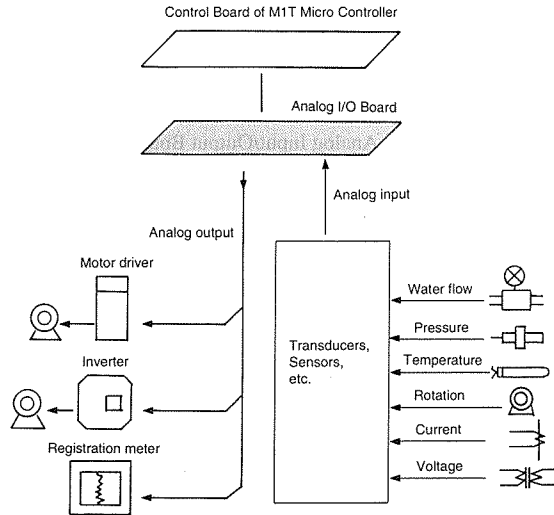 Control Board of M1T Micro Controller
Analog I/O Board
Analog input
Analog output
Motor driver
Inverter
Registration meter
Transducers,
Sensors,
etc.
Water flow
Pressure
Temperature
Rotation
Current
Voltage